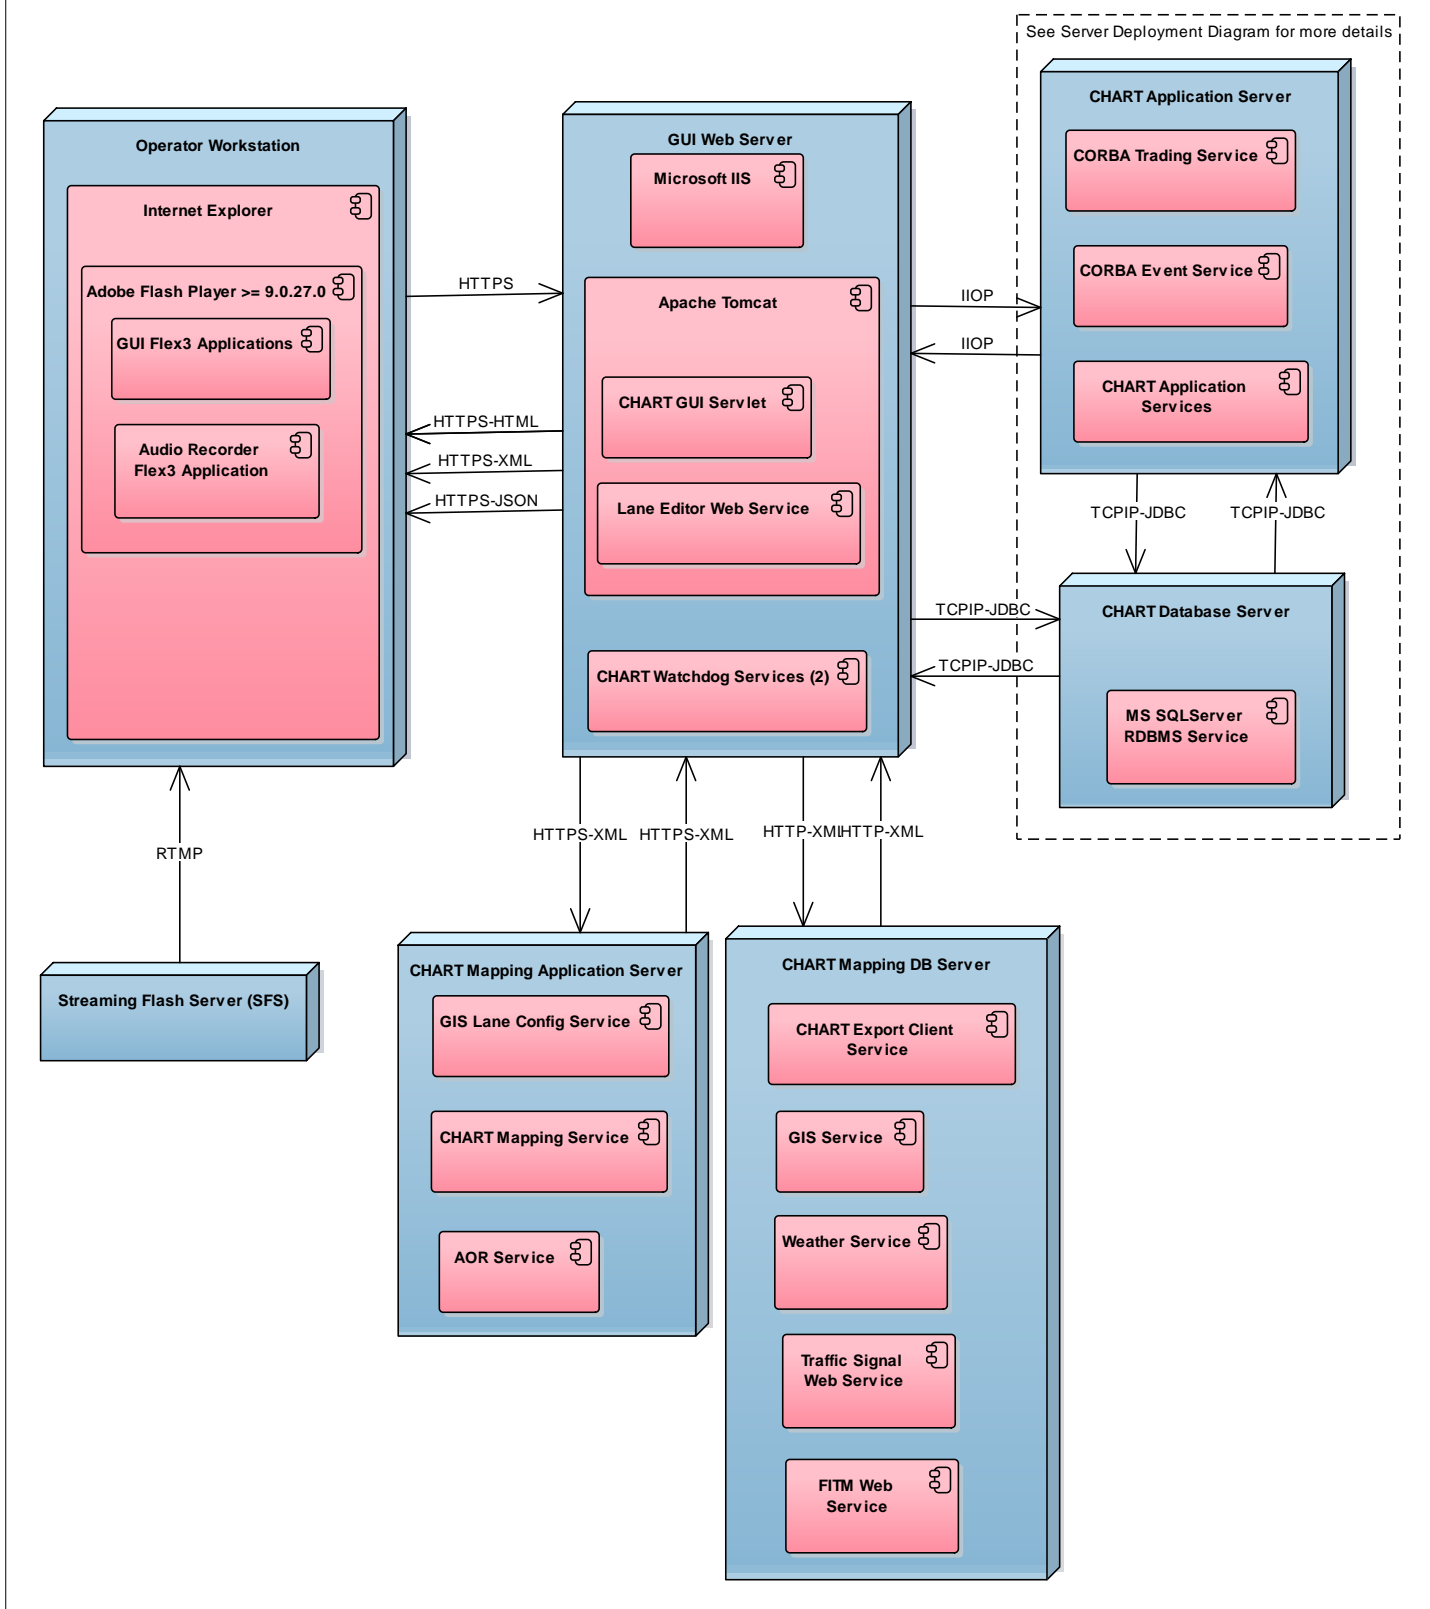 See Server Deployment Diagram for more details
CHART Application Server
CORBA Trading Service
CORBA Event Service
CHART Application
Services
Operator Workstation
Internet Explorer
Adobe Flash Player >= 9.0.27.0
GUI Flex3 Applications
Audio Recorder
Flex3 Application
GUI Web Server
Microsoft IIS
Apache Tomcat
CHART GUI Servlet
Lane Editor Web Service
CHART Watchdog Services (2)
HTTPS
HTTPS-HTML
HTTPS-XML
HTTPS-JSON
IIOP
IIOP
TCPIP-JDBC
TCPIP-JDBC
TCPIP-JDBC
TCPIP-JDBC
CHART Database Server
MS SQLServer
RDBMS Service
RTMP
HTTPS-XML
HTTPS-XML
HTTP-XML
HTTP-XML
Streaming Flash Server (SFS)
CHART Mapping Application Server
GIS Lane Config Service
CHART Mapping Service
AOR Service
CHART Mapping DB Server
CHART Export Client
Service
GIS Service
Weather Service
Traffic Signal
Web Service
FITM Web
Service